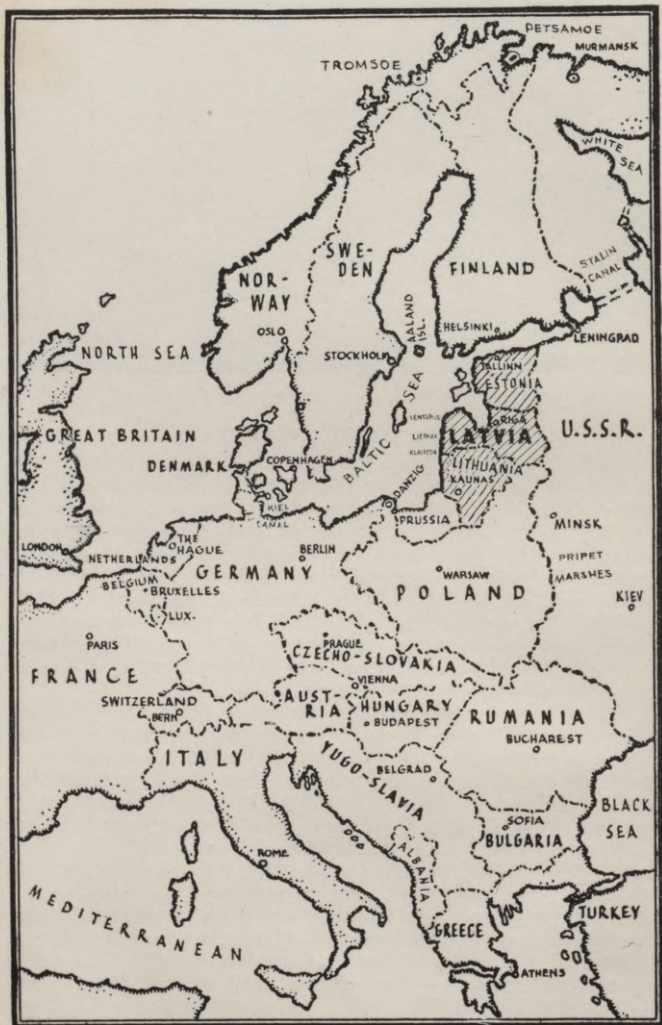 PETSAMOE
MURMANSK
TROMSOE
WHITE
SEA
STALIN
CANAL
NOR-
WAY
SWE-
DEN
FINLAND
OSLO
STOCKHOLM
AALAND
ISL.
HELSINKI
LENINGRAD
NORTH SEA
TALLINN
ESTONIA
GREAT BRITAIN
DENMARK
COPENHAGEN
BALTIC SEA
VENTSPILS
LIEPAJA
KLAIPEDA
RIGA
LATVIA
U.S.S.R.
LITHUANIA
KAUNAS
KIEL
CANAL
DANZIG
PRUSSIA
MINSK
LONDON
THE
HAGUE
NETHERLANDS
BERLIN
GERMANY
BELGIUM
BRUXELLES
WARSAW
POLAND
PRIPET
MARSHES
KIEV
LUX.
PARIS
FRANCE
PRAGUE
CZECHO-SLOVAKIA
VIENNA
SWITZERLAND
BERN
AUST-
RIA
HUNGARY
BUDAPEST
RUMANIA
BUCHAREST
ITALY
YUGO-SLAVIA
BELGRAD
BLACK
SEA
SOFIA
BULGARIA
ALBANIA
ROME
MEDITERRANEAN
GREECE
TURKEY
ATHENS